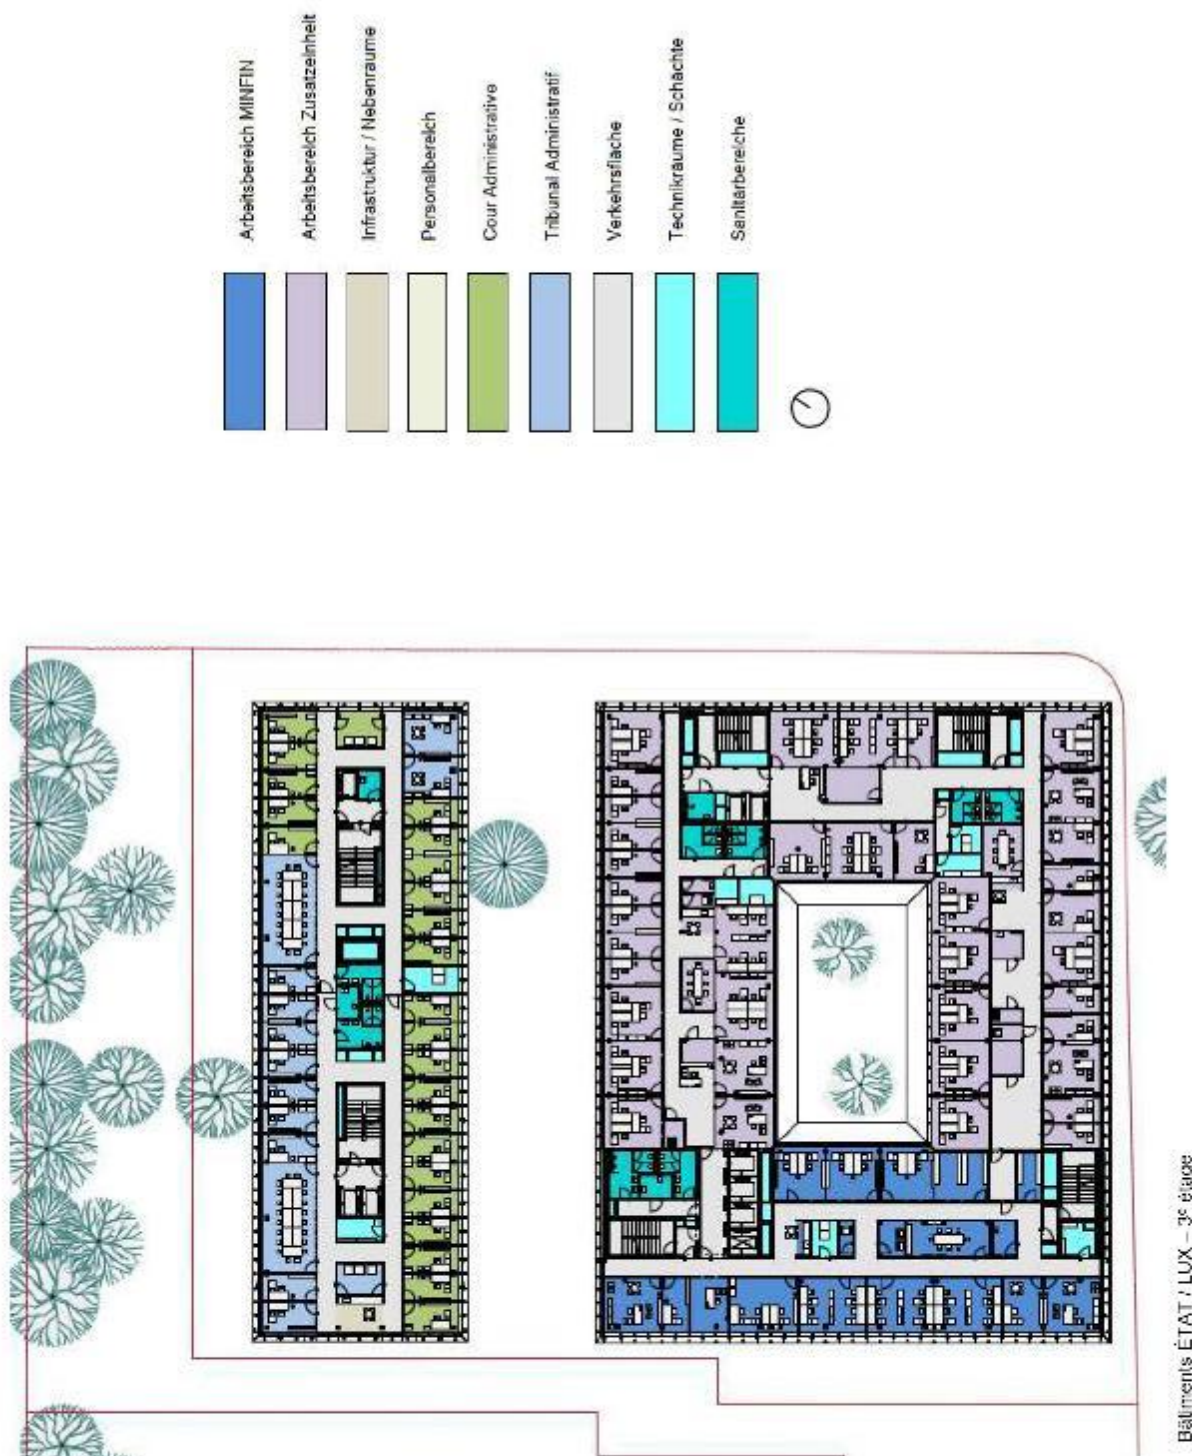 Arbeitsbereich MINFIN
Arbeitsbereich Zusatzeinheit
Infrastruktur / Nebenräume
Personalbereich
Cour Administrative
Tribunal Administratif
Verkehrsfläche
Technikräume / Schächte
Sanitärbereiche
Bâtiments ÉTAT / LUX – 3e étage